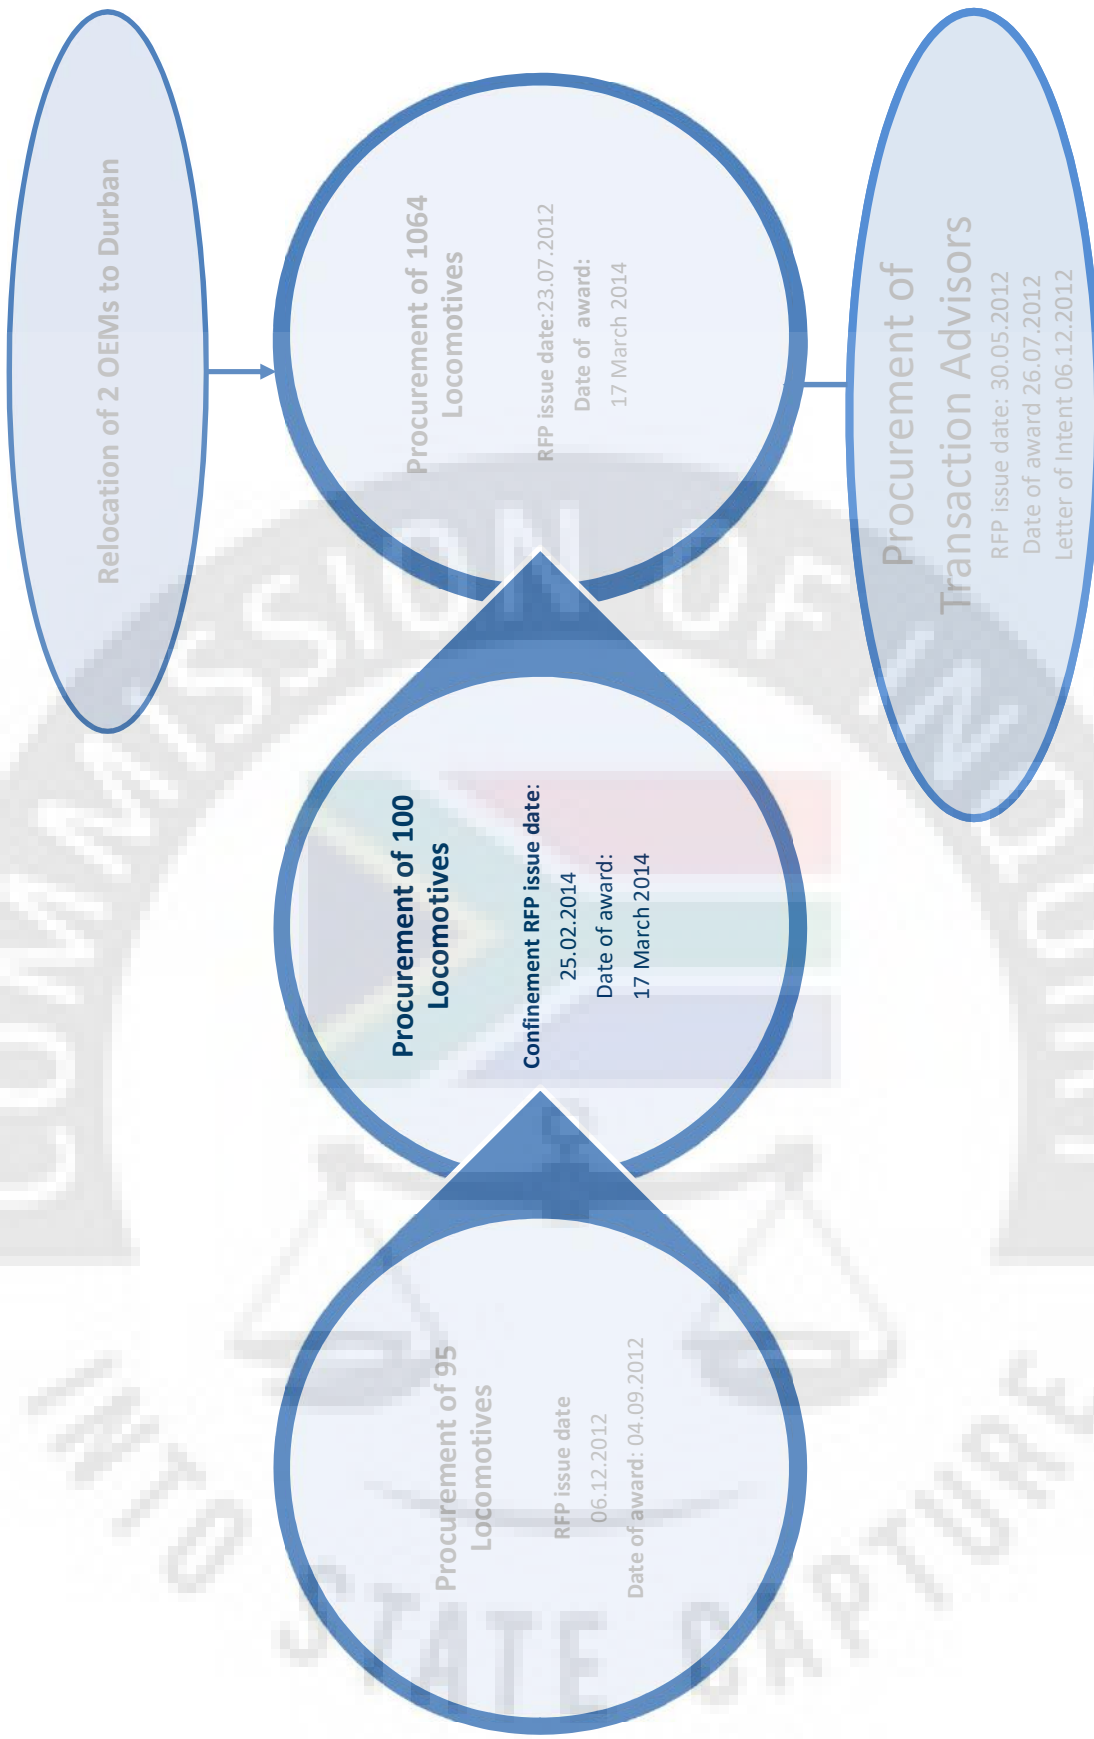 Procurement of 95
Locomotives
RFP issue date
06.12.2012
Date of award: 04.09.2012
Procurement of 100
Locomotives
Confinement RFP issue date:
25.02.2014
Date of award:
17 March 2014
Procurement of 1064
Locomotives
RFP issue date:23.07.2012
Date of award:
17 March 2014
Relocation of 2 OEMs to Durban
Procurement of
Transaction Advisors
RFP issue date: 30.05.2012
Date of award 26.07.2012
Letter of Intent 06.12.2012
COMMISSION OF INQUIRY
INTO STATE CAPTURE